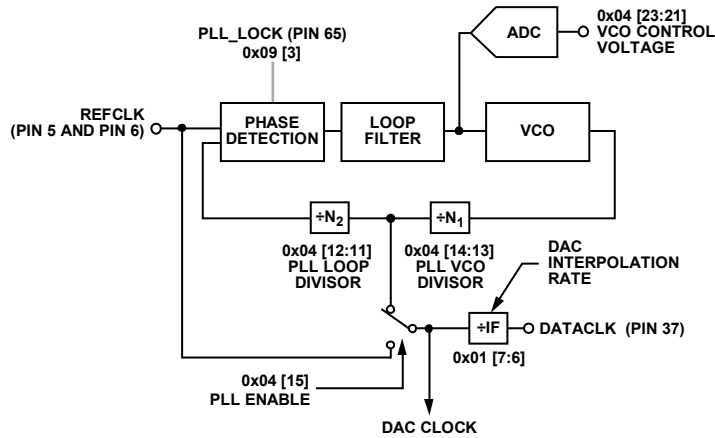 PLL_LOCK (PIN 65)
0x09 [3]
ADC
0x04 [23:21]
VCO CONTROL
VOLTAGE
REFCLK
(PIN 5 AND PIN 6)
PHASE
DETECTION
LOOP
FILTER
VCO
÷N2
÷N1
0x04 [12:11]
PLL LOOP
DIVISOR
0x04 [14:13]
PLL VCO
DIVISOR
DAC
INTERPOLATION
RATE
÷IF
DATACLK (PIN 37)
0x01 [7:6]
0x04 [15]
PLL ENABLE
DAC CLOCK